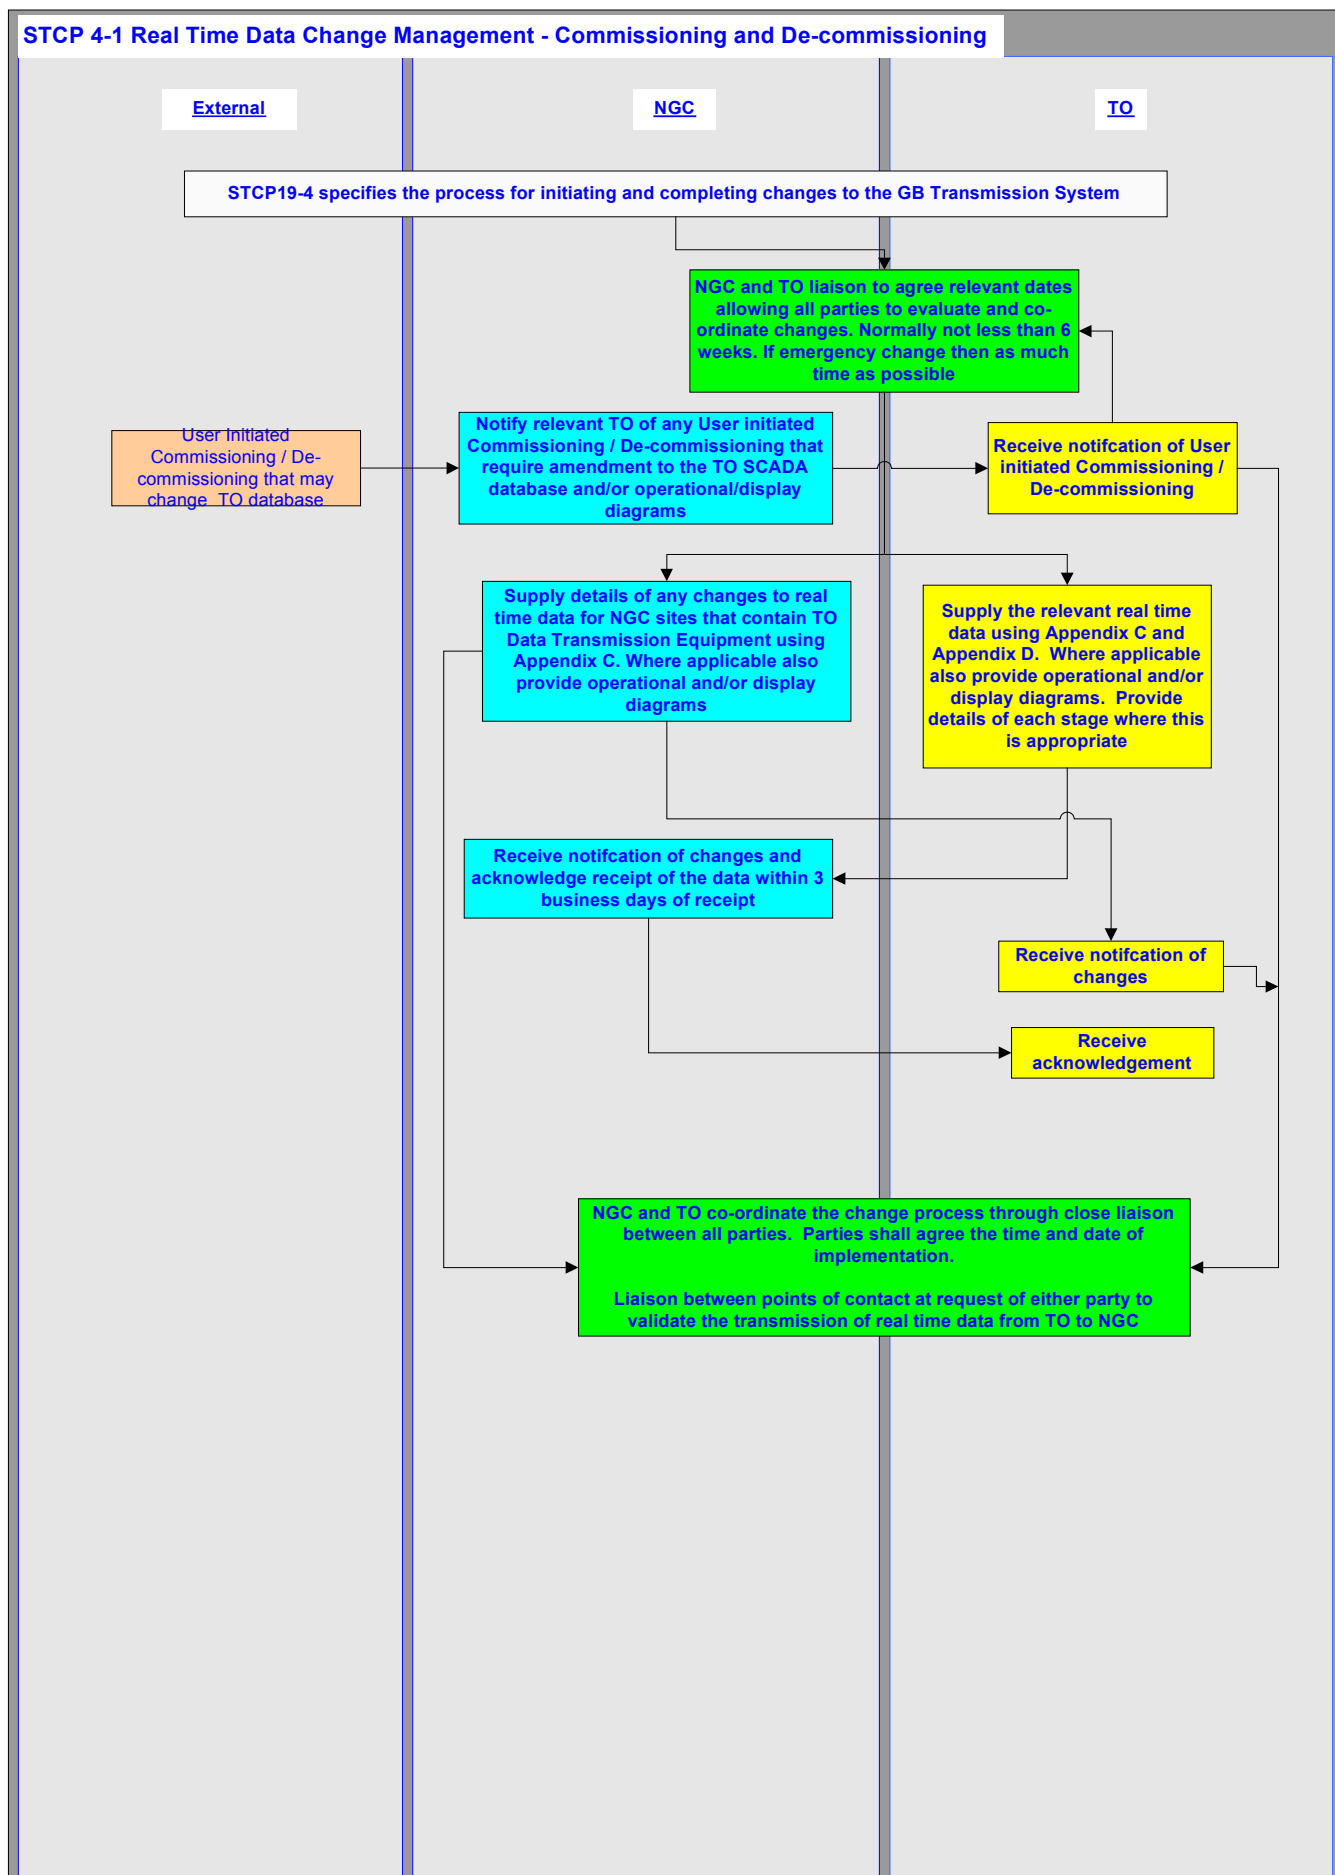 STCP 4-1 Real Time Data Change Management - Commissioning and De-commissioning
External
NGC
TO
STCP19-4 specifies the process for initiating and completing changes to the GB Transmission System
NGC and TO liaison to agree relevant dates
allowing all parties to evaluate and co-
ordinate changes. Normally not less than 6
weeks. If emergency change then as much
time as possible
User Initiated
Commissioning / De-
commissioning that may
change TO database
Notify relevant TO of any User initiated
Commissioning / De-commissioning that
require amendment to the TO SCADA
database and/or operational/display
diagrams
Receive notifcation of User
initiated Commissioning /
De-commissioning
Supply details of any changes to real
time data for NGC sites that contain TO
Data Transmission Equipment using
Appendix C. Where applicable also
provide operational and/or display
diagrams
Supply the relevant real time
data using Appendix C and
Appendix D.  Where applicable
also provide operational and/or
display diagrams.  Provide
details of each stage where this
is appropriate
Receive notifcation of changes and
acknowledge receipt of the data within 3
business days of receipt
Receive notifcation of
changes
Receive
acknowledgement
NGC and TO co-ordinate the change process through close liaison
between all parties.  Parties shall agree the time and date of
implementation.
Liaison between points of contact at request of either party to
validate the transmission of real time data from TO to NGC